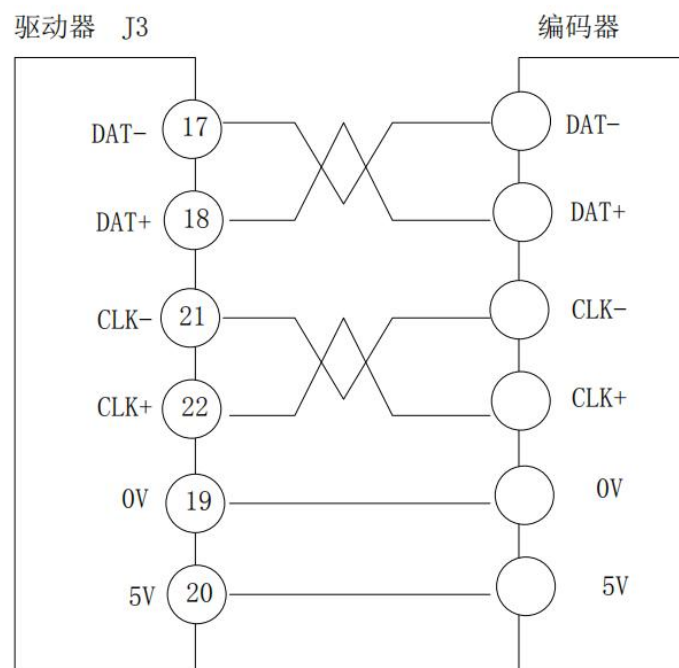 驱动器 J3 编码器
DAT- 17 DAT-
DAT+ 18 DAT+
CLK- 21 CLK-
CLK+ 22 CLK+
0V 19 0V
5V 20 5V